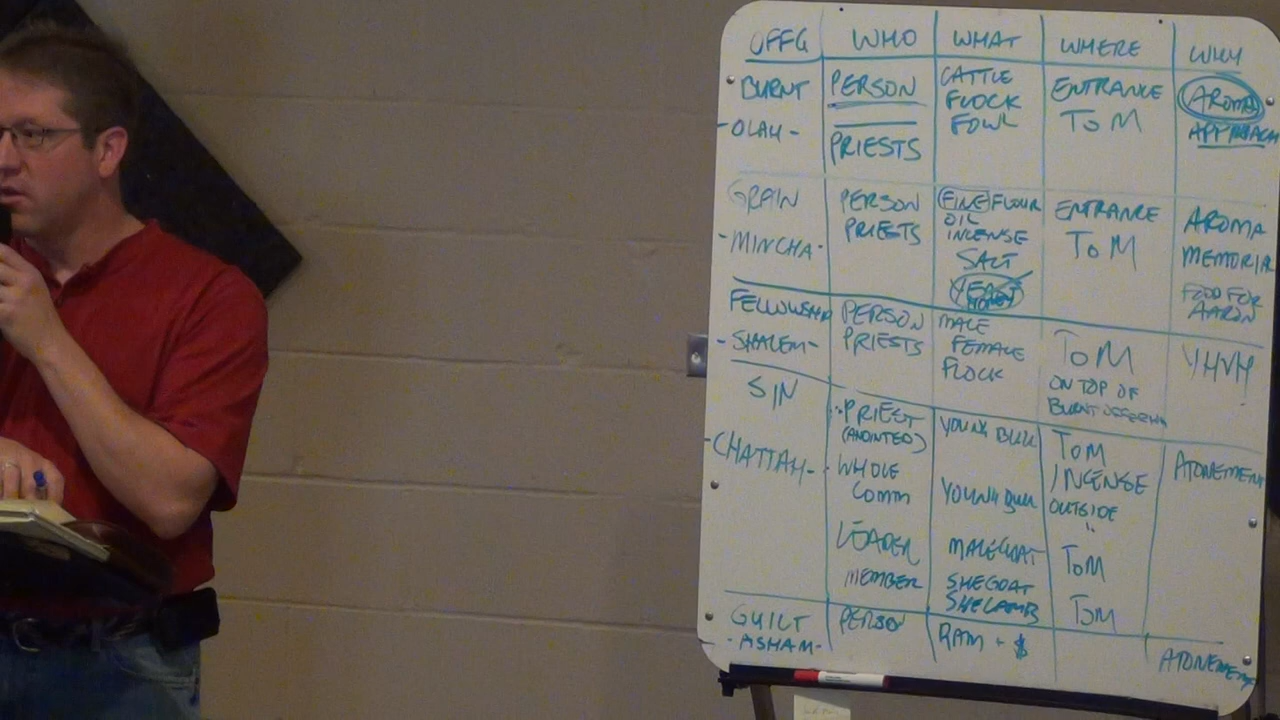 OFFG WHO WHAT WHERE WHY
BURNT PERSON CATTLE ENTRANCE AROMA
FLOCK
-OLAH- FOWL ToM APPROACH
PRIESTS
GRAIN PERSON FINE FLOUR ENTRANCE AROMA
OIL
-MINCHA- PRIESTS INCENSE ToM MEMORIA
SALT
YEAST FOOD FOR
HONEY AARON
FELLOWSHIP PERSON MALE
-SHALEM- PRIESTS FEMALE ToM YHVH
FLOCK
SIN ON TOP OF
BURNT OFFERING
PRIEST YOUNG BULL ToM
(ANOINTED)
-CHATTAH- WHOLE INCENSE ATONEMENT
COMM YOUNG BULL OUTSIDE
"
LEADER MALE GOAT ToM
MEMBER SHE GOAT
SHE LAMB ToM
GUILT PERSON RAM + $
-ASHAM- ATONEMENT